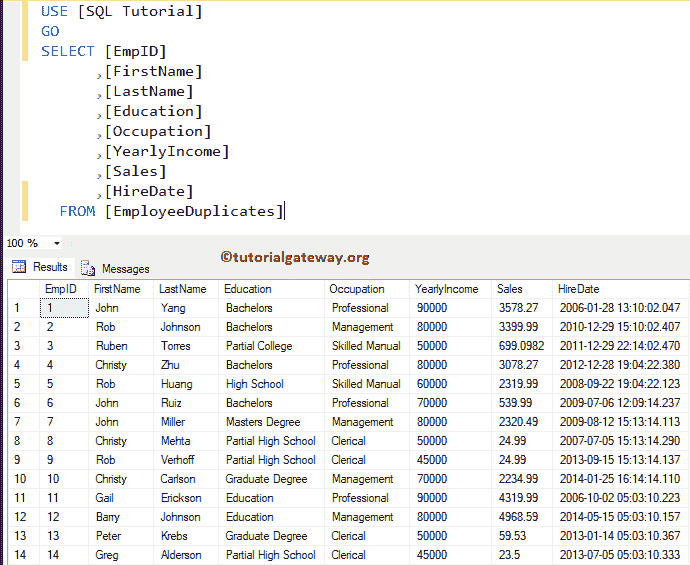 USE [SQL Tutorial]
GO
SELECT [EmpID]
,[FirstName]
,[LastName]
,[Education]
,[Occupation]
,[YearlyIncome]
,[Sales]
,[HireDate]
FROM [EmployeeDuplicates]
100 %
©tutorialgateway.org
Results Messages
EmpID FirstName LastName Education Occupation YearlyIncome Sales HireDate
1 1 John Yang Bachelors Professional 90000 3578.27 2006-01-28 13:10:02.047
2 2 Rob Johnson Bachelors Management 80000 3399.99 2010-12-29 15:10:02.407
3 3 Ruben Torres Partial College Skilled Manual 50000 699.0982 2011-12-29 22:14:02.470
4 4 Christy Zhu Bachelors Professional 80000 3078.27 2012-12-28 19:04:22.380
5 5 Rob Huang High School Skilled Manual 60000 2319.99 2008-09-22 19:04:22.123
6 6 John Ruiz Bachelors Professional 70000 539.99 2009-07-06 12:09:14.237
7 7 John Miller Masters Degree Management 80000 2320.49 2009-08-12 15:13:14.113
8 8 Christy Mehta Partial High School Clerical 50000 24.99 2007-07-05 15:13:14.290
9 9 Rob Verhoff Partial High School Clerical 45000 24.99 2013-09-15 15:13:14.137
10 10 Christy Carlson Graduate Degree Management 70000 2234.99 2014-01-25 16:14:14.110
11 11 Gail Erickson Education Professional 90000 4319.99 2006-10-02 05:03:10.223
12 12 Barry Johnson Education Management 80000 4968.59 2014-05-15 05:03:10.157
13 13 Peter Krebs Graduate Degree Clerical 50000 59.53 2013-01-14 05:03:10.367
14 14 Greg Alderson Partial High School Clerical 45000 23.5 2013-07-05 05:03:10.333